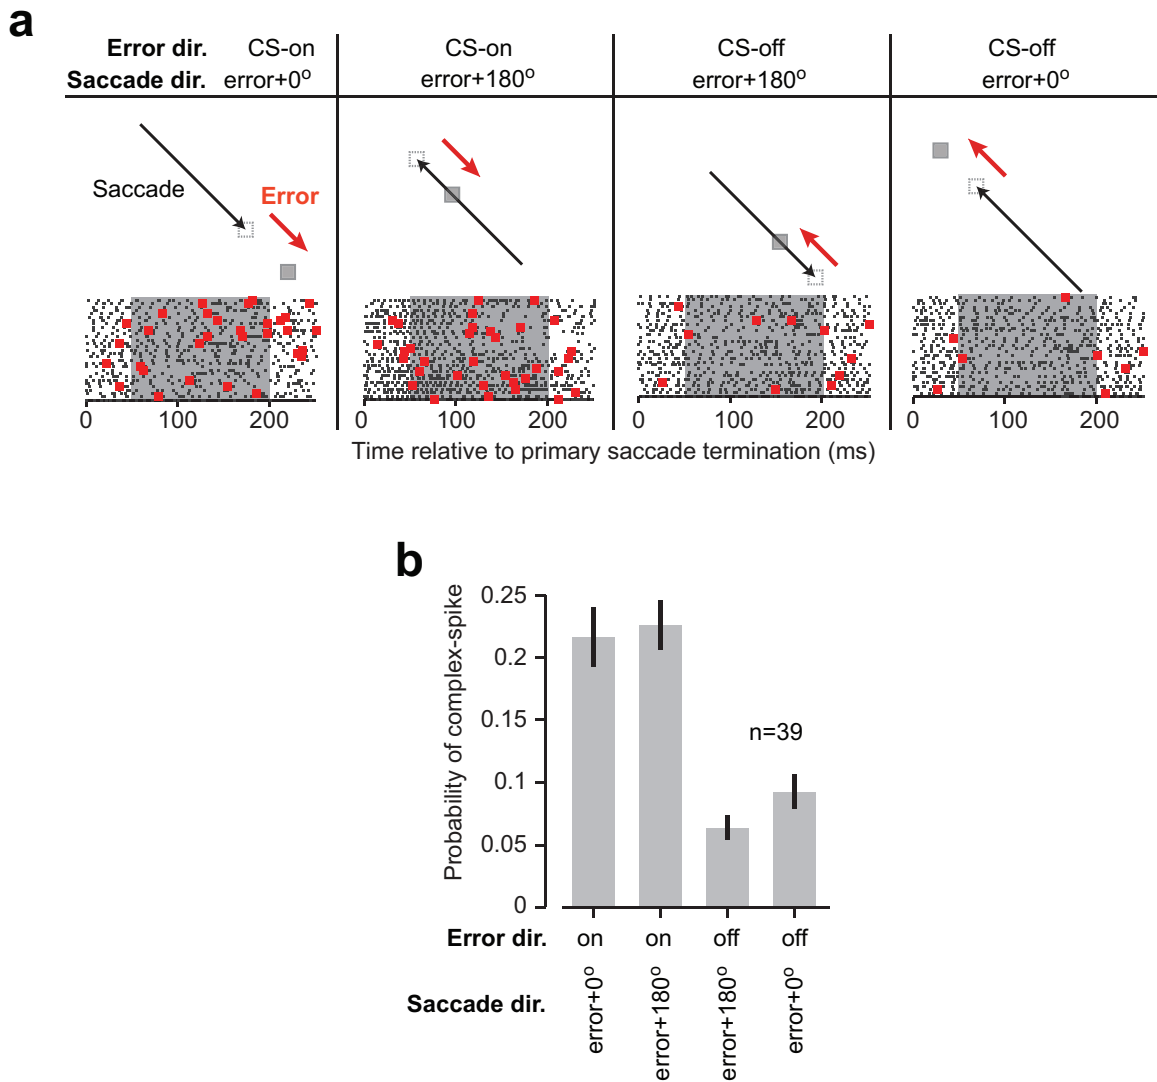 a
Error dir. CS-on CS-on CS-off CS-off
Saccade dir. error+0° error+180° error+180° error+0°
Saccade
Error
0 100 200 0 100 200 0 100 200 0 100 200
Time relative to primary saccade termination (ms)
b
Probability of complex-spike
0.25
0.2
0.15
0.1
0.05
0
n=39
Error dir. on on off off
Saccade dir. error+0° error+180° error+180° error+0°